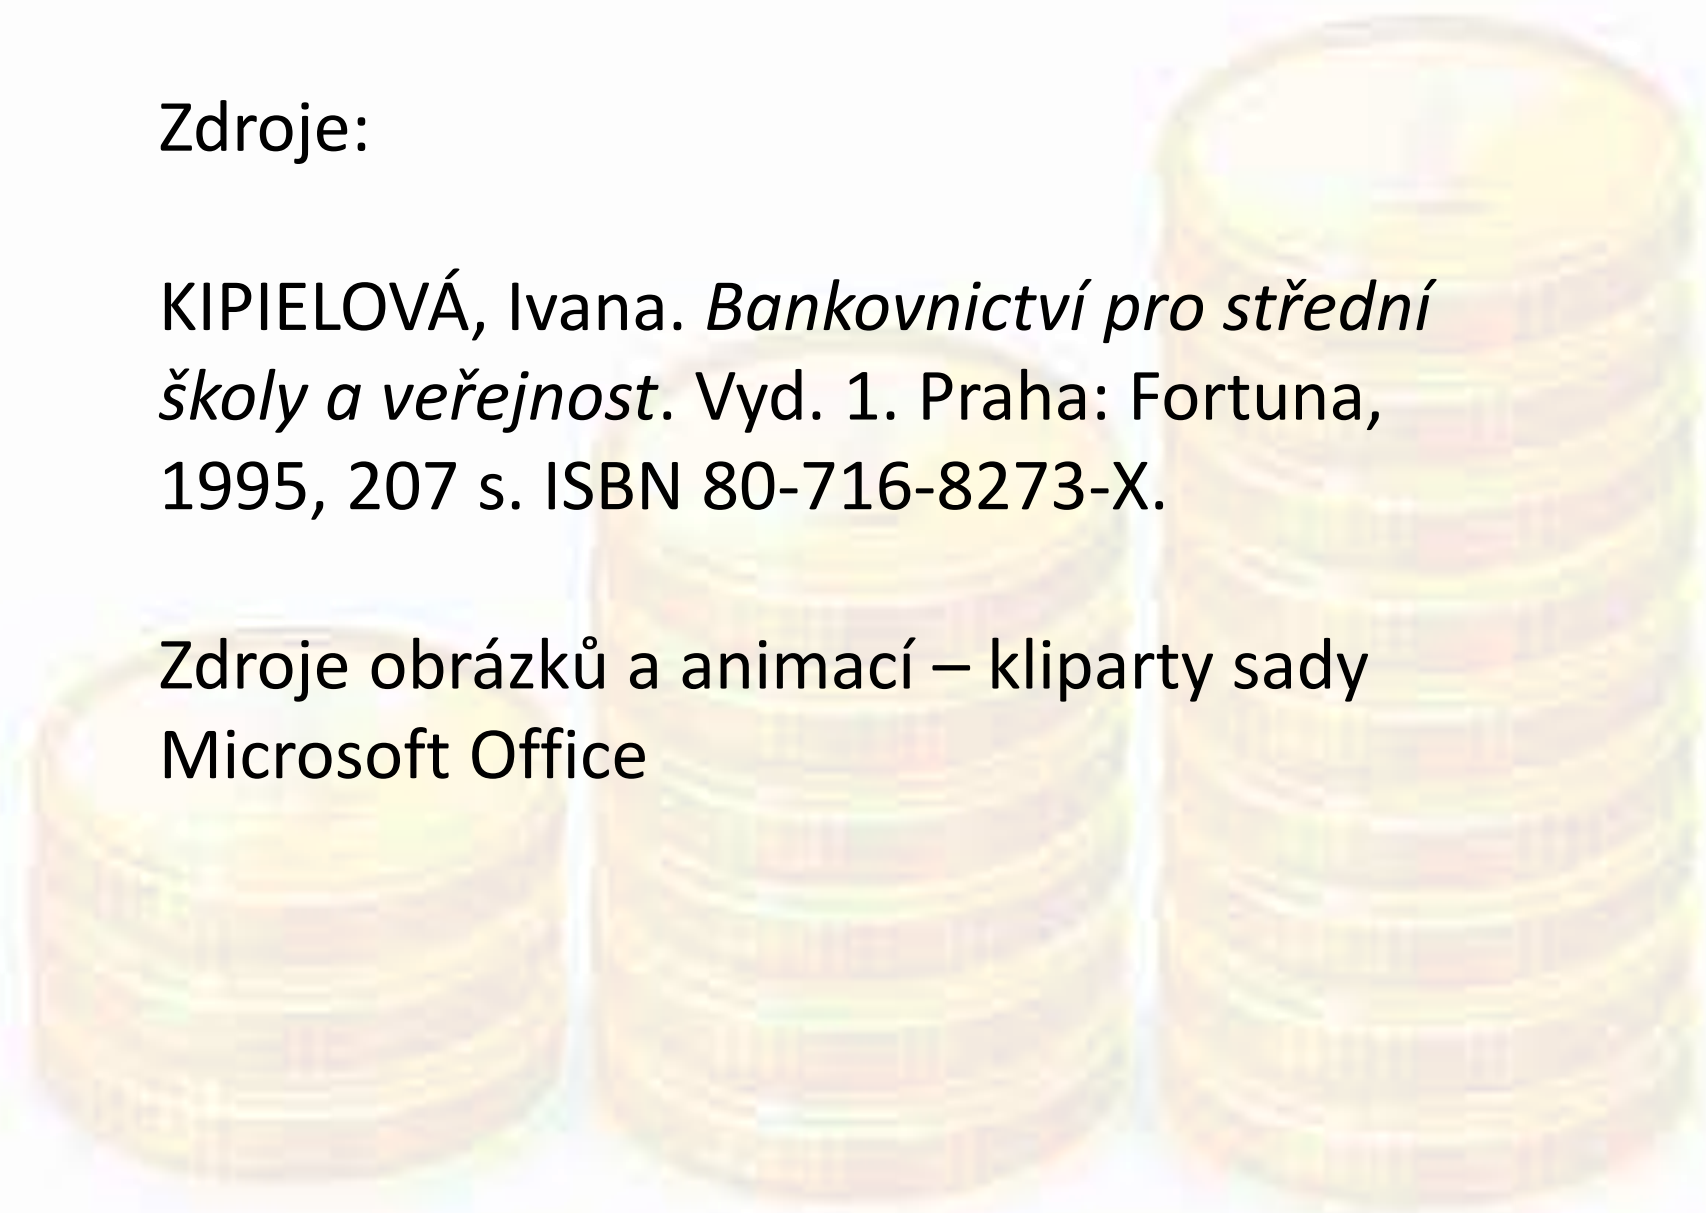 Zdroje:
KIPIELOVÁ, Ivana. Bankovnictví pro střední
školy a veřejnost. Vyd. 1. Praha: Fortuna,
1995, 207 s. ISBN 80-716-8273-X.
Zdroje obrázků a animací – kliparty sady
Microsoft Office